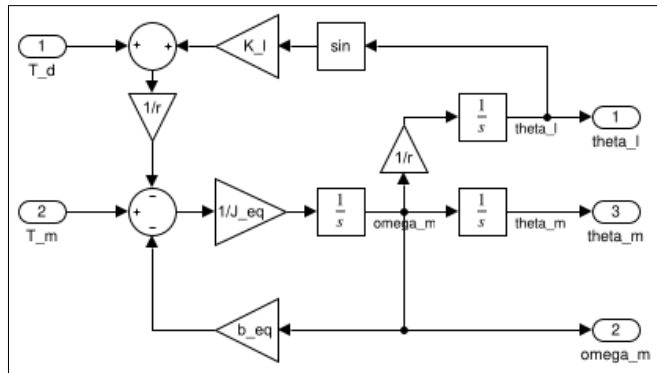 1
T_d
+
+
K_l
sin
1/r
1
s
theta_l
1
theta_l
1/r
2
T_m
−
+
−
1/J_eq
1
s
omega_m
1
s
theta_m
3
theta_m
b_eq
2
omega_m